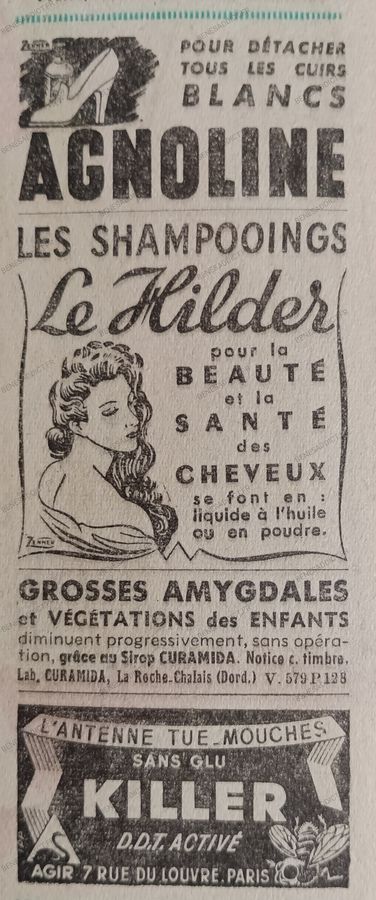 ZENNER
POUR DÉTACHER
TOUS LES CUIRS
BLANCS
AGNOLINE
LES SHAMPOOINGS
Le Hilder
pour la
BEAUTÉ
et la
SANTÉ
des
CHEVEUX
se font en :
liquide à l'huile
ou en poudre.
ZENNER
GROSSES AMYGDALES
et VÉGÉTATIONS des ENFANTS
diminuent progressivement, sans opéra-
tion, grâce au Sirop CURAMIDA. Notice c. timbre.
Lab. CURAMIDA, La Roche-Chalais (Dord.) V. 579 P 128
L'ANTENNE TUE-MOUCHES
SANS GLU
KILLER
D.D.T. ACTIVÉ
AGIR 7 RUE DU LOUVRE. PARIS